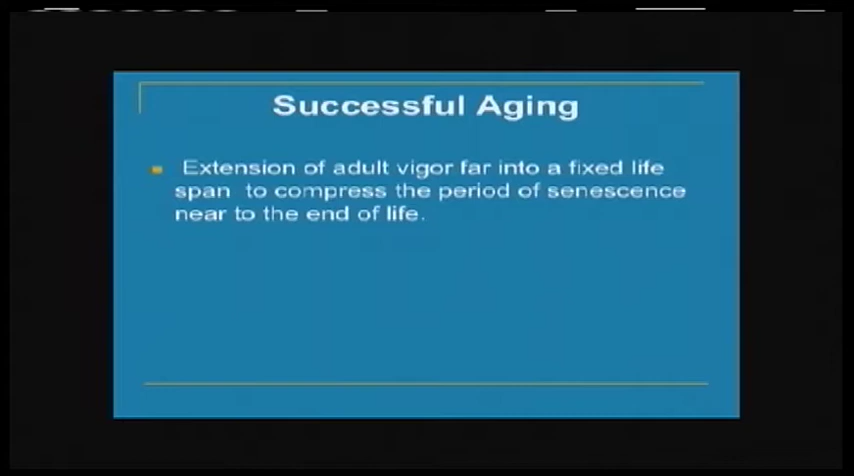 Successful Aging
Extension of adult vigor far into a fixed life
span to compress the period of senescence
near to the end of life.